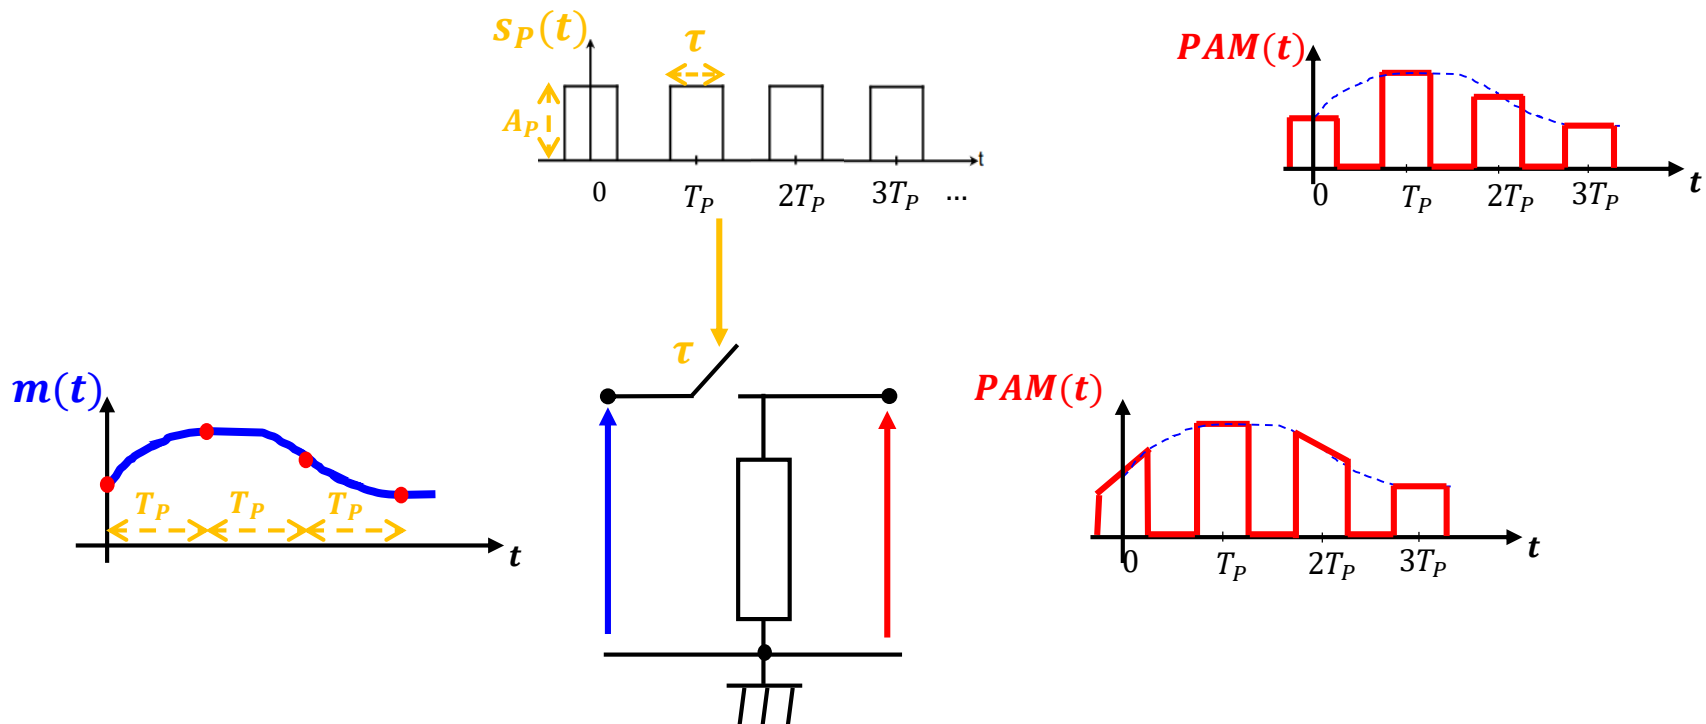 s_P(t)
τ
A_P
t
0 T_P 2T_P 3T_P ...
PAM(t)
t
0 T_P 2T_P 3T_P
τ
m(t)
T_P T_P T_P
t
PAM(t)
t
0 T_P 2T_P 3T_P